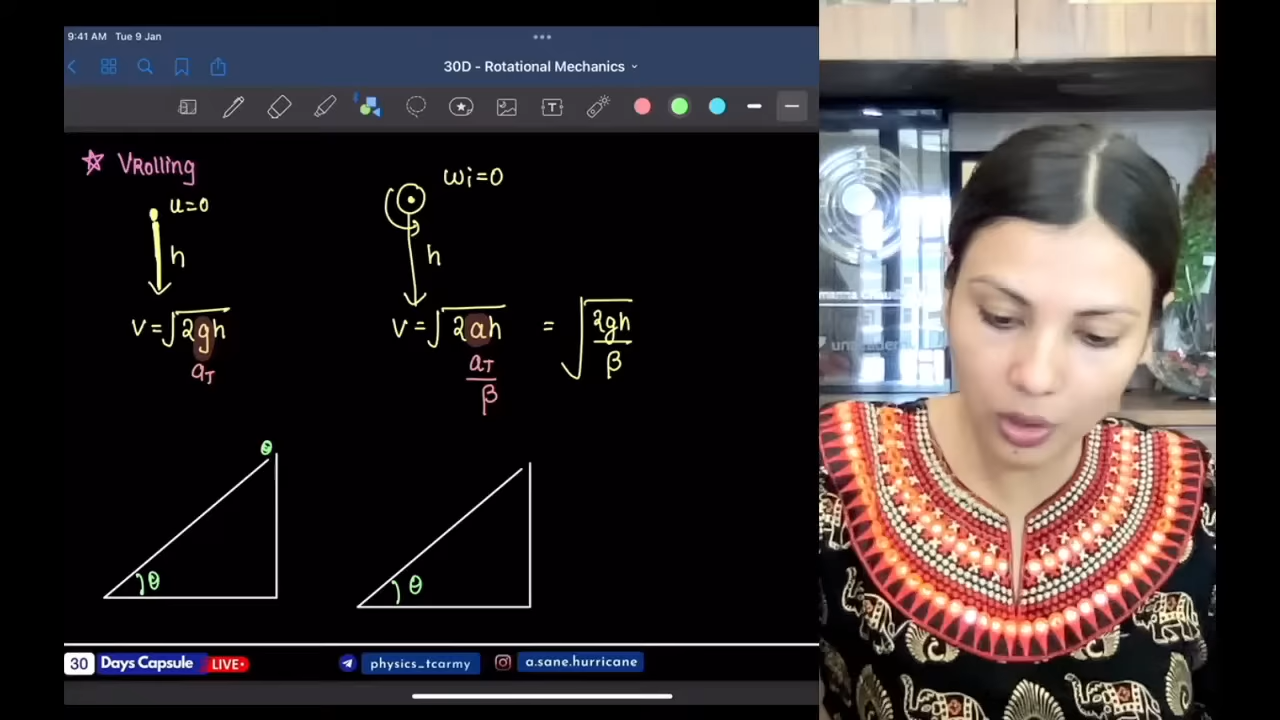 9:41 AM Tue 9 Jan
30D - Rotational Mechanics
☆ VRolling
u=0
h
V=√2gh
aT
ωi=0
h
V=√2ah = √2gh/β
aT/β
θ
θ
θ
30 Days Capsule LIVE
physics_tcarmy
a.sane.hurricane